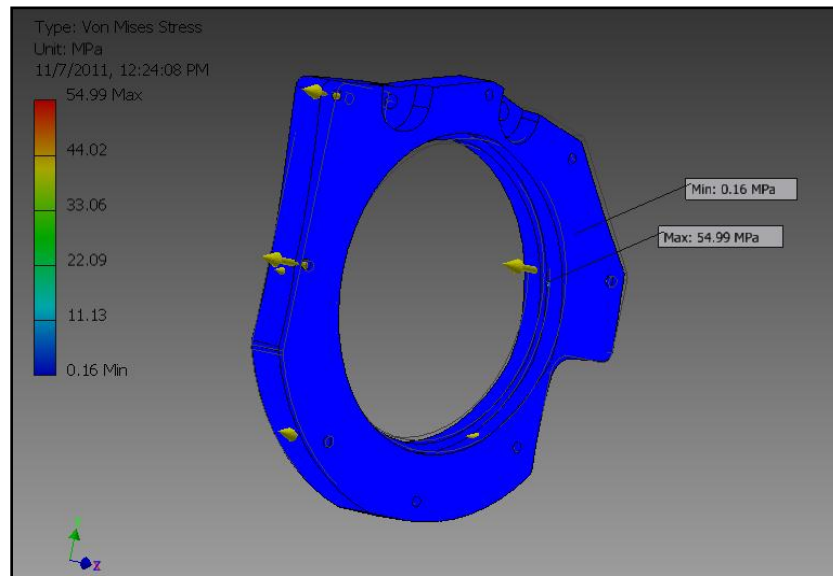 Type: Von Mises Stress
Unit: MPa
11/7/2011, 12:24:08 PM
54.99 Max
44.02
33.06
22.09
11.13
0.16 Min
Min: 0.16 MPa
Max: 54.99 MPa
Z